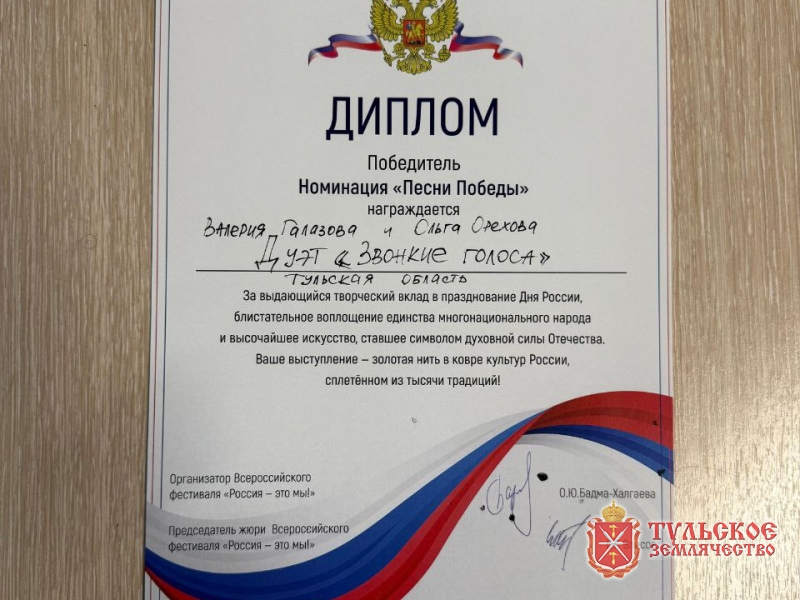 ДИПЛОМ
Победитель
Номинация «Песни Победы»
награждается
Валерия Галазова и Ольга Орехова
Дуэт «Звонкие голоса»
Тульская область
За выдающийся творческий вклад в празднование Дня России,
блистательное воплощение единства многонационального народа
и высочайшее искусство, ставшее символом духовной силы Отечества.
Ваше выступление – золотая нить в ковре культур России,
сплетённом из тысячи традиций!
Организатор Всероссийского
фестиваля «Россия – это мы!»
О.Ю.Бадма-Халгаева
Председатель жюри Всероссийского
фестиваля «Россия – это мы!»
ТУЛЬСКОЕ
ЗЕМЛЯЧЕСТВО